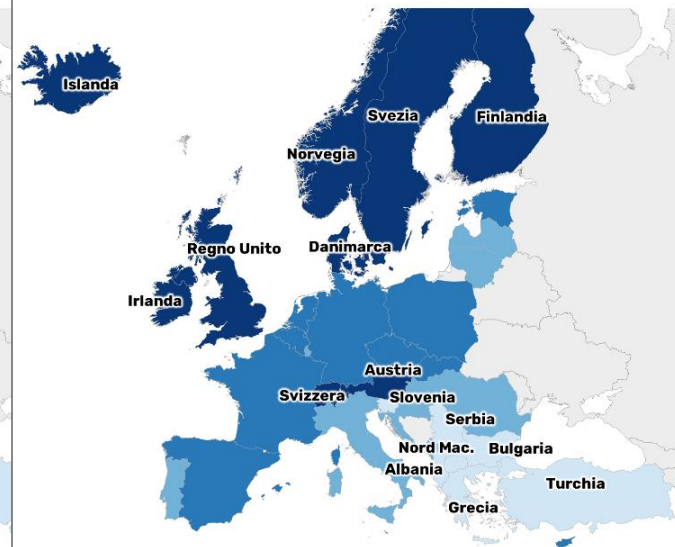 Islanda
Svezia
Finlandia
Norvegia
Regno Unito
Danimarca
Irlanda
Austria
Svizzera
Slovenia
Serbia
Nord Mac.
Bulgaria
Albania
Turchia
Grecia